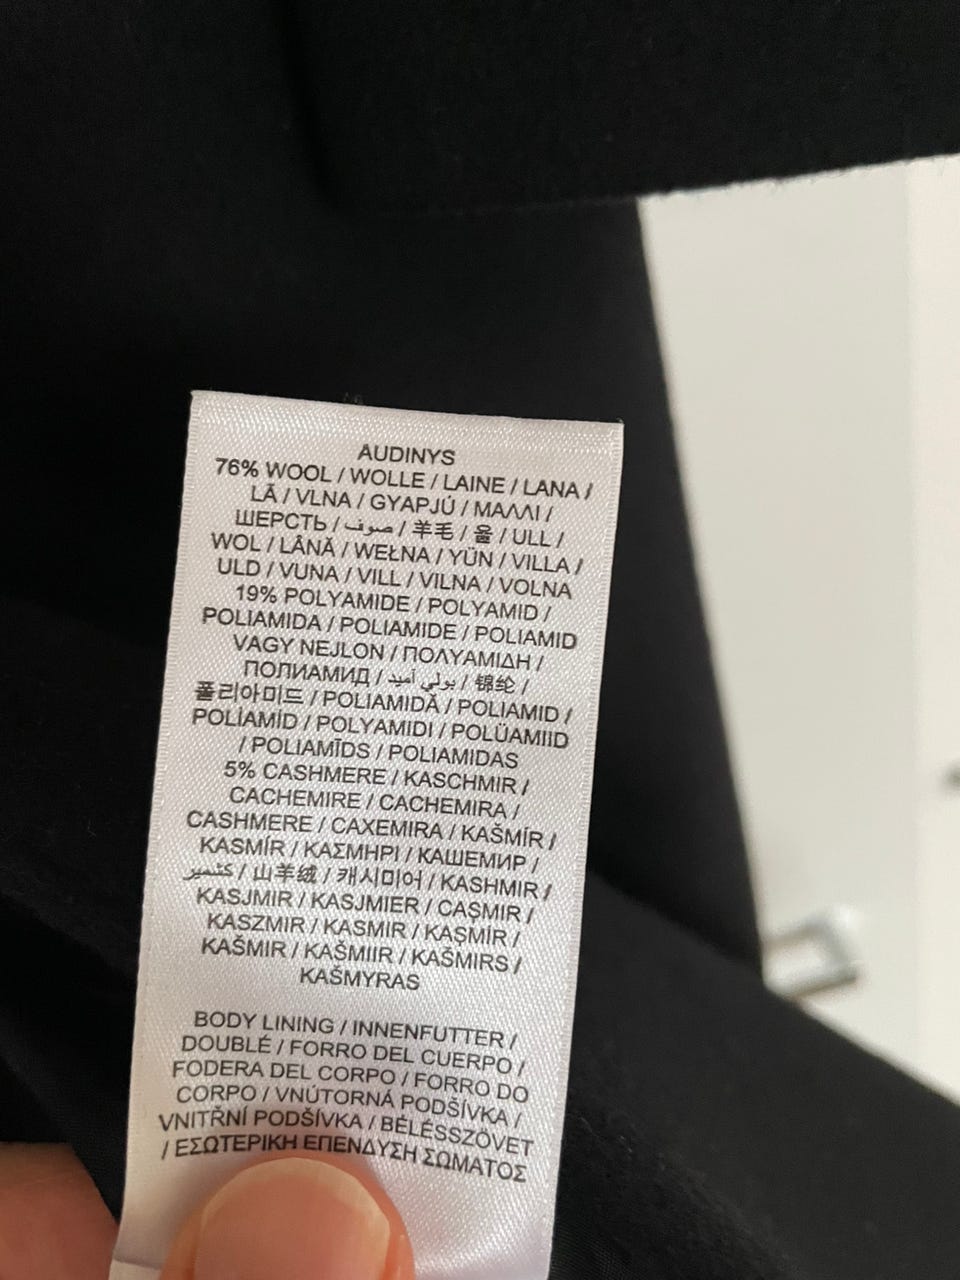 AUDINYS
76% WOOL / WOLLE / LAINE / LANA /
LÃ / VLNA / GYAPJÚ / ΜΑΛΛΙ /
ШЕРСТЬ / صوف / 羊毛 / 울 / ULL /
WOL / LÂNĂ / WEŁNA / YÜN / VILLA /
ULD / VUNA / VILL / VILNA / VOLNA
19% POLYAMIDE / POLYAMID /
POLIAMIDA / POLIAMIDE / POLIAMID
VAGY NEJLON / ΠΟΛΥΑΜΙΔΗ /
ПОЛИАМИД / بولي أميد / 锦纶 /
폴리아미드 / POLIAMIDĂ / POLIAMID /
POLİAMİD / POLYAMIDI / POLÜAMIID
/ POLIAMĪDS / POLIAMIDAS
5% CASHMERE / KASCHMIR /
CACHEMIRE / CACHEMIRA /
CASHMERE / CAXEMIRA / KAŠMÍR /
KASMÍR / ΚΑΣΜΗΡΙ / КАШЕМИР /
كشمير / 山羊绒 / 캐시미어 / KASHMIR /
KASJMIR / KASJMIER / CAȘMIR /
KASZMIR / KASMIR / KAŞMİR /
KAŠMIR / KAŠMIIR / KAŠMIRS /
KAŠMYRAS
BODY LINING / INNENFUTTER /
DOUBLÉ / FORRO DEL CUERPO /
FODERA DEL CORPO / FORRO DO
CORPO / VNÚTORNÁ PODŠÍVKA /
VNITŘNÍ PODŠÍVKA / BÉLÉSSZÖVET
/ ΕΣΩΤΕΡΙΚΗ ΕΠΕΝΔΥΣΗ ΣΩΜΑΤΟΣ